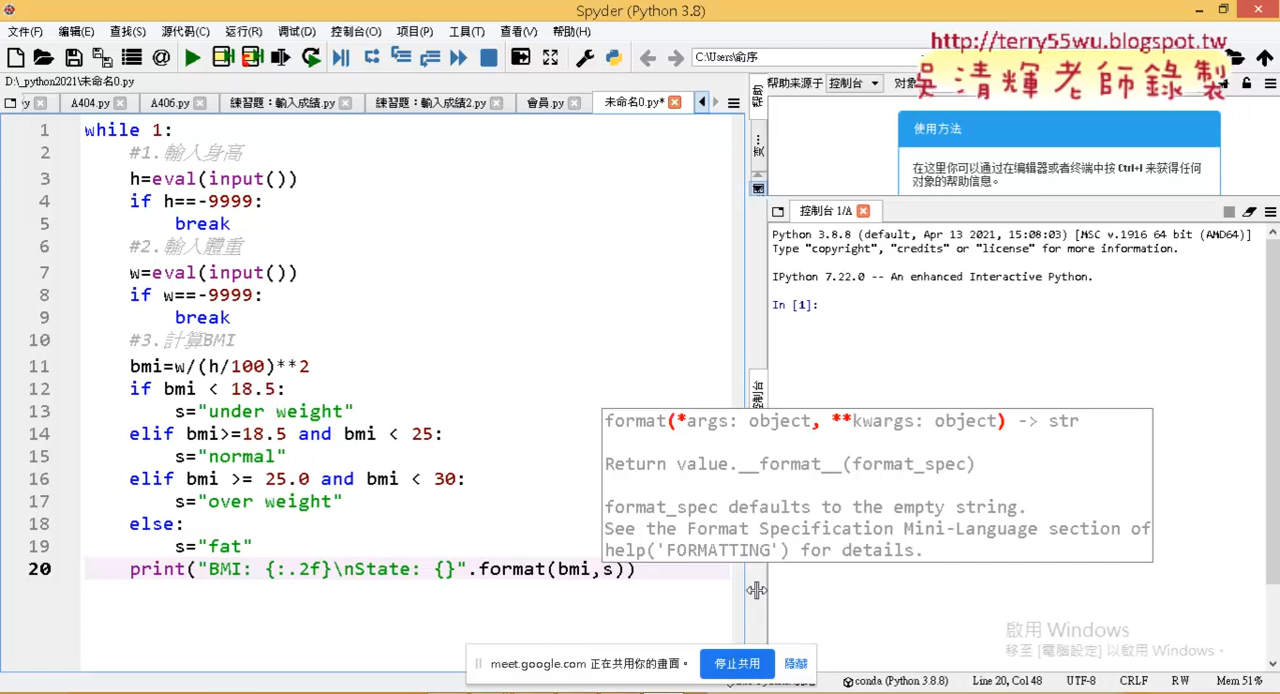 Spyder (Python 3.8)
文件(F) 编辑(E) 查找(S) 源代码(C) 运行(R) 调试(D) 控制台(O) 项目(P) 工具(T) 查看(V) 帮助(H)
C:\Users\俞序
http://terry55wu.blogspot.tw
吳清輝老師錄製
D:\_python2021\未命名0.py
A404.py A406.py 練習題：輸入成績.py 練習題：輸入成績2.py 會員.py 未命名0.py*
帮助来源于 控制台 对象
使用方法
在这里你可以通过在编辑器或者终端中按 Ctrl+I 来获得任何
对象的帮助信息。
控制台 1/A
Python 3.8.8 (default, Apr 13 2021, 15:08:03) [MSC v.1916 64 bit (AMD64)]
Type "copyright", "credits" or "license" for more information.
IPython 7.22.0 -- An enhanced Interactive Python.
In [1]:
1 while 1:
2 #1.輸入身高
3 h=eval(input())
4 if h==-9999:
5 break
6 #2.輸入體重
7 w=eval(input())
8 if w==-9999:
9 break
10 #3.計算BMI
11 bmi=w/(h/100)**2
12 if bmi < 18.5:
13 s="under weight"
14 elif bmi>=18.5 and bmi < 25:
15 s="normal"
16 elif bmi >= 25.0 and bmi < 30:
17 s="over weight"
18 else:
19 s="fat"
20 print("BMI: {:.2f}\nState: {}".format(bmi,s))
format(*args: object, **kwargs: object) -> str
Return value.__format__(format_spec)
format_spec defaults to the empty string.
See the Format Specification Mini-Language section of
help('FORMATTING') for details.
控制台
啟用 Windows
移至 [電腦設定] 以啟用 Windows。
meet.google.com 正在共用你的畫面。 停止共用 隱藏
conda (Python 3.8.8) Line 20, Col 48 UTF-8 CRLF RW Mem 51%